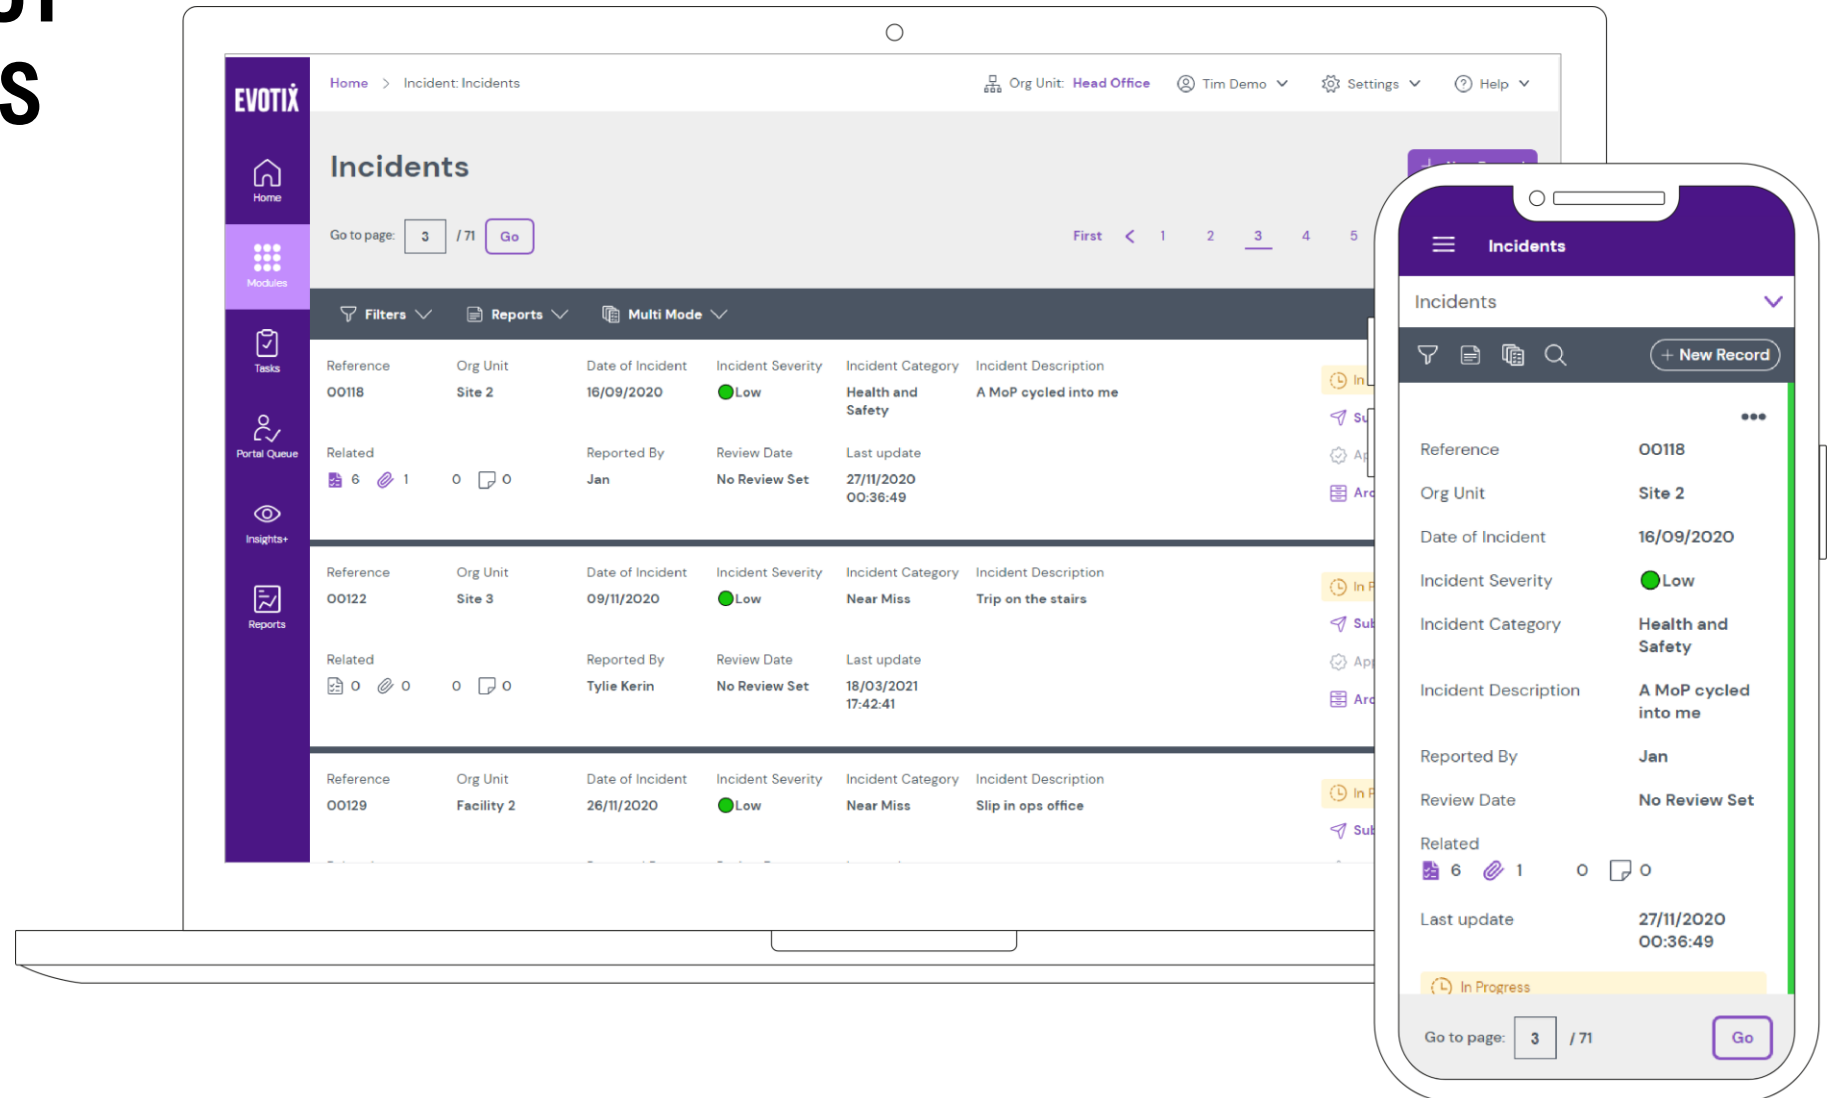 S
EVOTIX
Home > Incident: Incidents
Org Unit: Head Office
Tim Demo
Settings
Help
Home
Modules
Tasks
Portal Queue
Insights+
Reports
Incidents
Go to page: 3 / 71 Go
First < 1 2 3 4 5
Filters
Reports
Multi Mode
Reference Org Unit Date of Incident Incident Severity Incident Category Incident Description
00118 Site 2 16/09/2020 Low Health and A MoP cycled into me
Safety
Related Reported By Review Date Last update
6 1 0 0 Jan No Review Set 27/11/2020
00:36:49
Reference Org Unit Date of Incident Incident Severity Incident Category Incident Description
00122 Site 3 09/11/2020 Low Near Miss Trip on the stairs
Related Reported By Review Date Last update
0 0 0 0 Tylie Kerin No Review Set 18/03/2021
17:42:41
Reference Org Unit Date of Incident Incident Severity Incident Category Incident Description
00129 Facility 2 26/11/2020 Low Near Miss Slip in ops office
Incidents
Incidents
+ New Record
Reference 00118
Org Unit Site 2
Date of Incident 16/09/2020
Incident Severity Low
Incident Category Health and
Safety
Incident Description A MoP cycled
into me
Reported By Jan
Review Date No Review Set
Related
6 1 0 0
Last update 27/11/2020
00:36:49
In Progress
Go to page: 3 / 71 Go